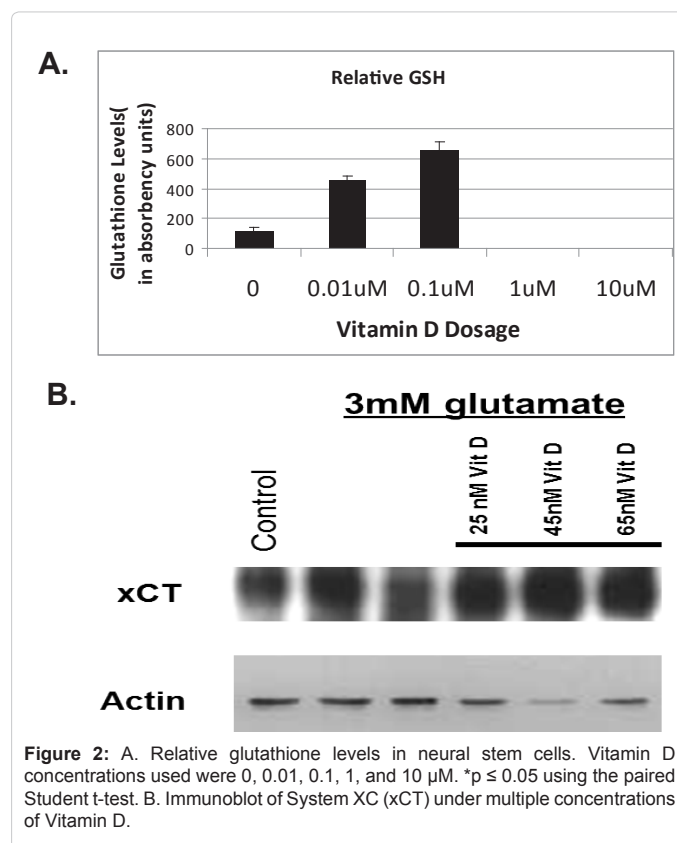 A.
Relative GSH
Glutathione Levels(
in absorbency units)
800
600
400
200
0
0 0.01uM 0.1uM 1uM 10uM
Vitamin D Dosage
B.
3mM glutamate
Control
25 nM Vit D
45nM Vit D
65nM Vit D
xCT
Actin
Figure 2: A. Relative glutathione levels in neural stem cells. Vitamin D
concentrations used were 0, 0.01, 0.1, 1, and 10 µM. *p ≤ 0.05 using the paired
Student t-test. B. Immunoblot of System XC (xCT) under multiple concentrations
of Vitamin D.